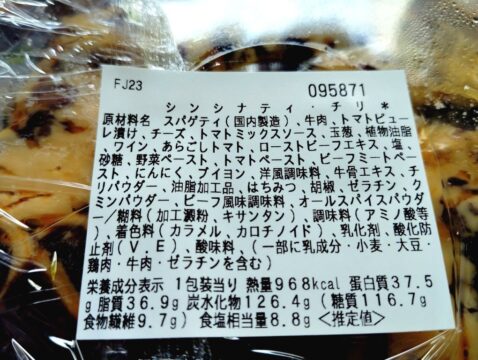 FJ23 095871
シンシナティ・チリ*
原材料名 スパゲティ(国内製造)、牛肉、トマトピュー
レ漬け、チーズ、トマトミックスソース、玉葱、植物油脂
、ワイン、あらごしトマト、ローストビーフエキス、塩、
砂糖、野菜ペースト、トマトペースト、ビーフミートペー
スト、にんにく、ブイヨン、洋風調味料、牛骨エキス、チ
リパウダー、油脂加工品、はちみつ、胡椒、ゼラチン、ク
ミンパウダー、ビーフ風味調味料、オールスパイスパウダ
ー/糊料(加工澱粉、キサンタン)、調味料(アミノ酸等
)、着色料(カラメル、カロチノイド)、乳化剤、酸化防
止剤(V.E)、酸味料、(一部に乳成分・小麦・大豆・
鶏肉・牛肉・ゼラチンを含む)
栄養成分表示 1包装当り 熱量968kcal 蛋白質37.5
g 脂質36.9g 炭水化物126.4g(糖質116.7g
食物繊維9.7g) 食塩相当量8.8g<推定値>